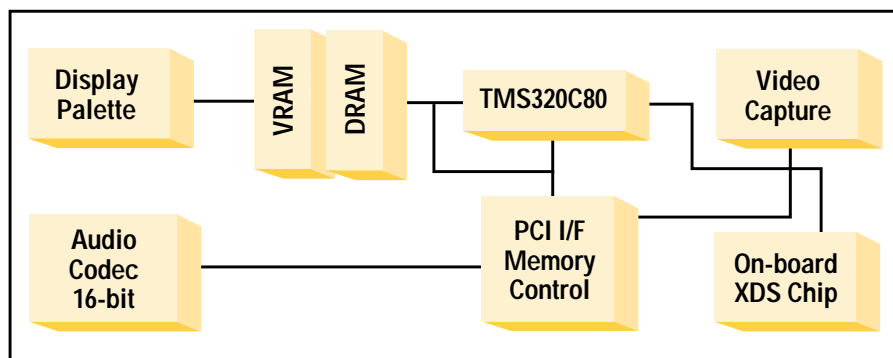 Display
Palette
VRAM
DRAM
TMS320C80
Video
Capture
Audio
Codec
16-bit
PCI I/F
Memory
Control
On-board
XDS Chip